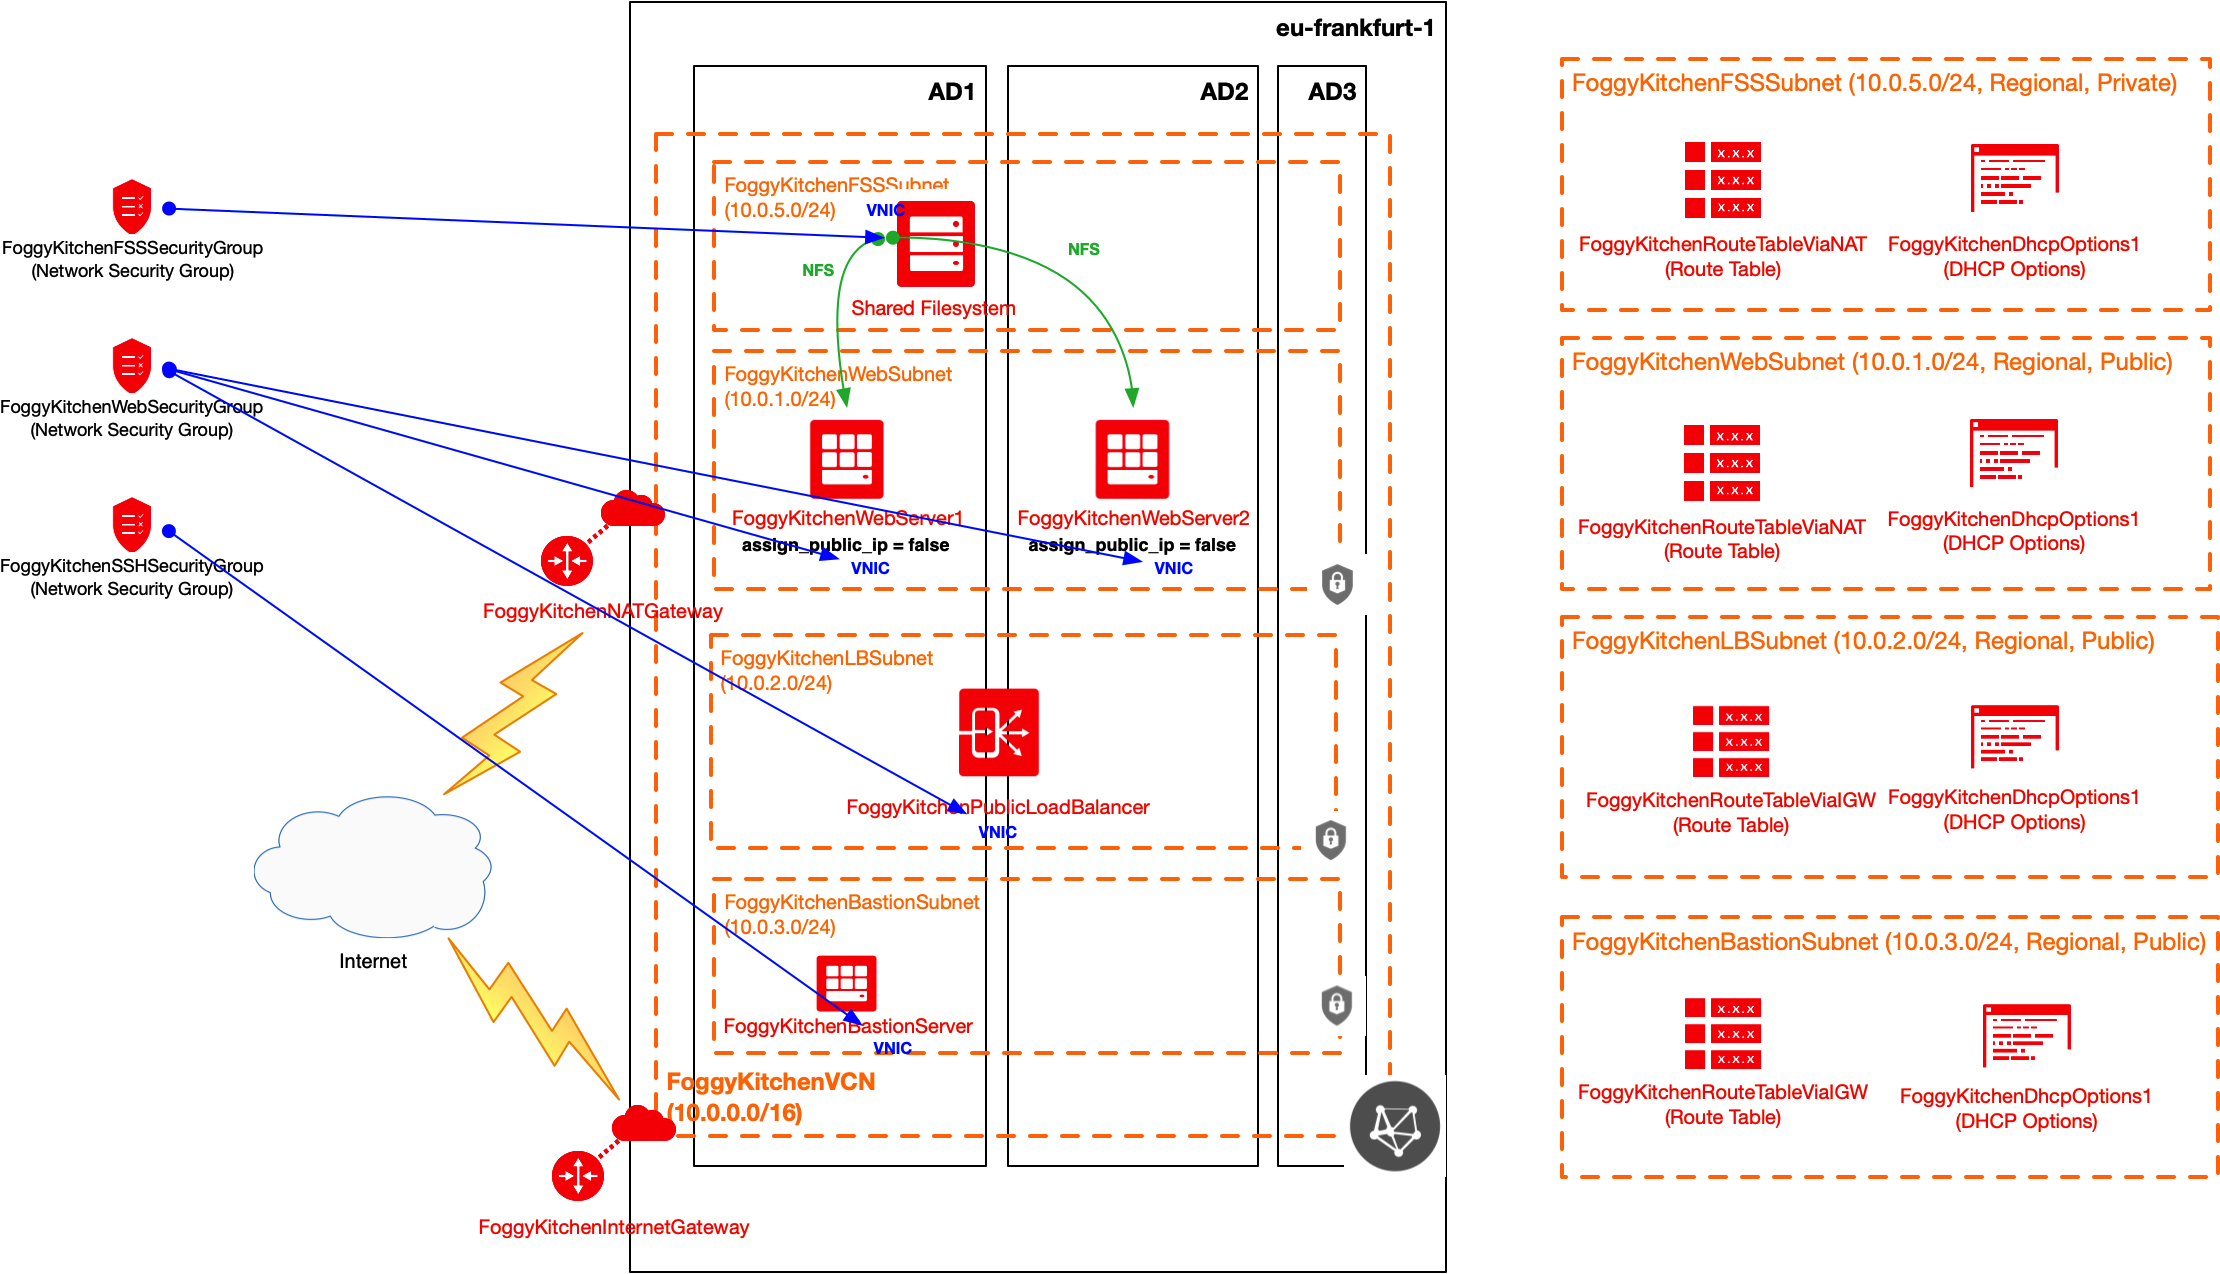 eu-frankfurt-1
AD1
AD2
AD3
FoggyKitchenFSSSubnet
(10.0.5.0/24)
VNIC
NFS
NFS
Shared Filesystem
FoggyKitchenFSSSecurityGroup
(Network Security Group)
FoggyKitchenWebSecurityGroup
(Network Security Group)
FoggyKitchenSSHSecurityGroup
(Network Security Group)
FoggyKitchenWebSubnet
(10.0.1.0/24)
FoggyKitchenWebServer1
assign_public_ip = false
VNIC
FoggyKitchenWebServer2
assign_public_ip = false
VNIC
FoggyKitchenNATGateway
FoggyKitchenLBSubnet
(10.0.2.0/24)
FoggyKitchenPublicLoadBalancer
VNIC
Internet
FoggyKitchenBastionSubnet
(10.0.3.0/24)
FoggyKitchenBastionServer
VNIC
FoggyKitchenVCN
(10.0.0.0/16)
FoggyKitchenInternetGateway
FoggyKitchenFSSSubnet (10.0.5.0/24, Regional, Private)
x.x.x
x.x.x
x.x.x
FoggyKitchenRouteTableViaNAT
(Route Table)
FoggyKitchenDhcpOptions1
(DHCP Options)
FoggyKitchenWebSubnet (10.0.1.0/24, Regional, Public)
x.x.x
x.x.x
x.x.x
FoggyKitchenRouteTableViaNAT
(Route Table)
FoggyKitchenDhcpOptions1
(DHCP Options)
FoggyKitchenLBSubnet (10.0.2.0/24, Regional, Public)
x.x.x
x.x.x
x.x.x
FoggyKitchenRouteTableViaIGW
(Route Table)
FoggyKitchenDhcpOptions1
(DHCP Options)
FoggyKitchenBastionSubnet (10.0.3.0/24, Regional, Public)
x.x.x
x.x.x
x.x.x
FoggyKitchenRouteTableViaIGW
(Route Table)
FoggyKitchenDhcpOptions1
(DHCP Options)